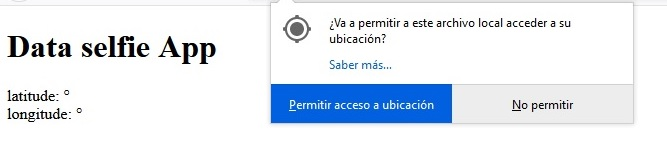 Data selfie App
latitude: °
longitude: °
¿Va a permitir a este archivo local acceder a su
ubicación?
Saber más...
Permitir acceso a ubicación
No permitir